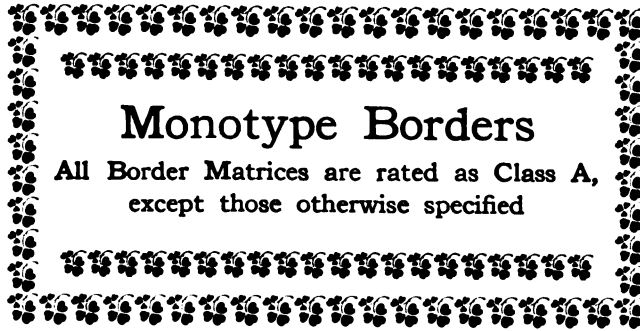 Monotype Borders
All Border Matrices are rated as Class A,
except those otherwise specified